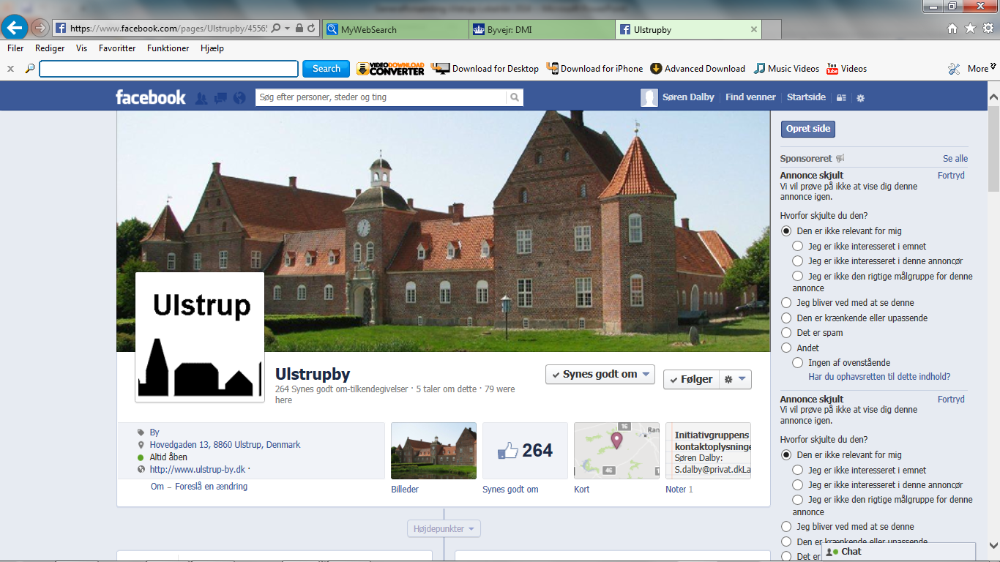 https://www.facebook.com/pages/Ulstrupby/4556
MyWebSearch
Byvejr: DMI
Ulstrupby
Filer Rediger Vis Favoritter Funktioner Hjælp
Search
VIDEO DOWNLOAD CONVERTER
Download for Desktop
Download for iPhone
Advanced Download
Music Videos
You Tube
Videos
More
facebook
Søg efter personer, steder og ting
Søren Dalby
Find venner
Startside
Ulstrup
Ulstrupby
264 Synes godt om-tilkendegivelser · 5 taler om dette · 79 were
here
Synes godt om
Følger
By
Hovedgaden 13, 8860 Ulstrup, Denmark
Altid åben
http://www.ulstrup-by.dk ·
Om – Foreslå en ændring
Billeder
264
Synes godt om
16
46
Ran
Kort
Initiativgruppens
kontaktoplysninge
Søren Dalby:
S.dalby@privat.dkLa
Noter 1
Højdepunkter
Opret side
Sponsoreret
Se alle
Annonce skjult
Fortryd
Vi vil prøve på ikke at vise dig denne
annonce igen.
Hvorfor skjulte du den?
Den er ikke relevant for mig
Jeg er ikke interesseret i emnet
Jeg er ikke interesseret i denne annoncør
Jeg er ikke den rigtige målgruppe for denne
annonce
Jeg bliver ved med at se denne
Den er krænkende eller upassende
Det er spam
Andet
Ingen af ovenstående
Har du ophavsretten til dette indhold?
Annonce skjult
Fortryd
Vi vil prøve på ikke at vise dig denne
annonce igen.
Hvorfor skjulte du den?
Den er ikke relevant for mig
Jeg er ikke interesseret i emnet
Jeg er ikke interesseret i denne annoncør
Jeg er ikke den rigtige målgruppe for denne
annonce
Jeg bliver ved med at se denne
Den er krænkende eller upassende
Det er
Chat